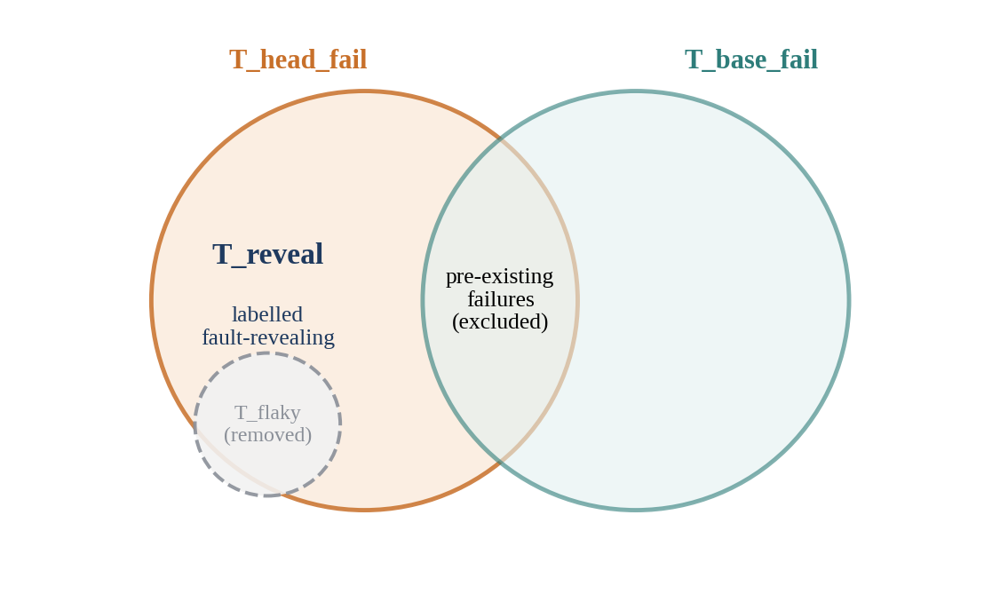 T_head_fail
T_base_fail
T_reveal
labelled
fault-revealing
pre-existing
failures
(excluded)
T_flaky
(removed)